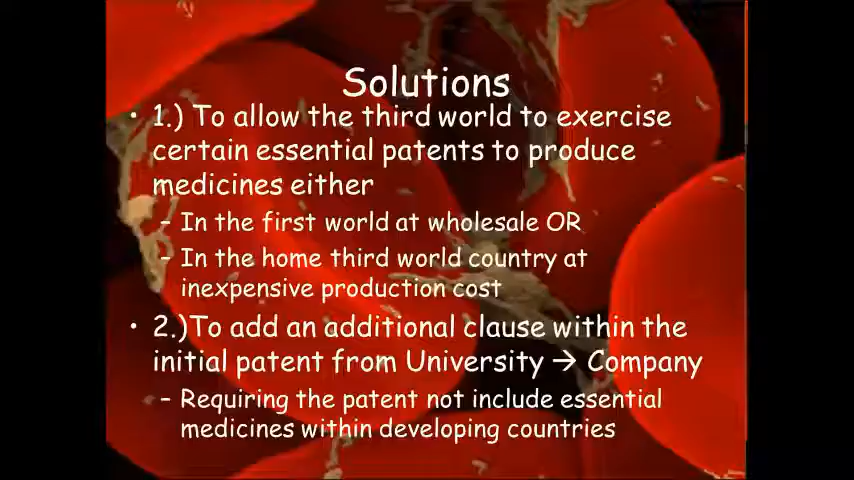 Solutions
• 1.) To allow the third world to exercise
certain essential patents to produce
medicines either
– In the first world at wholesale OR
– In the home third world country at
inexpensive production cost
• 2.)To add an additional clause within the
initial patent from University → Company
– Requiring the patent not include essential
medicines within developing countries